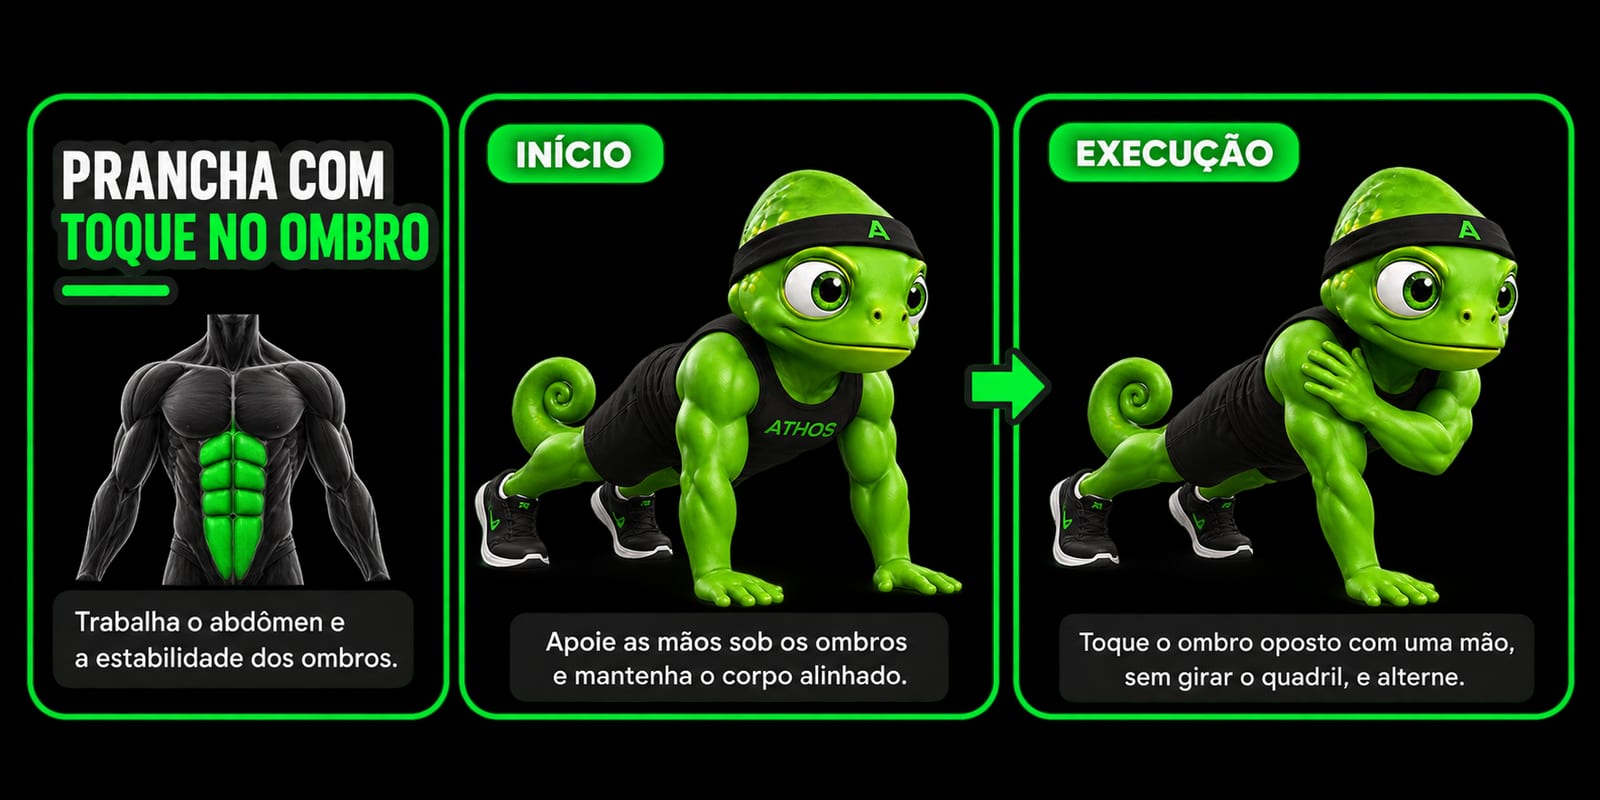 PRANCHA COM
TOQUE NO OMBRO
Trabalha o abdômen e
a estabilidade dos ombros.
INÍCIO
A
ATHOS
Apoie as mãos sob os ombros
e mantenha o corpo alinhado.
EXECUÇÃO
A
Toque o ombro oposto com uma mão,
sem girar o quadril, e alterne.